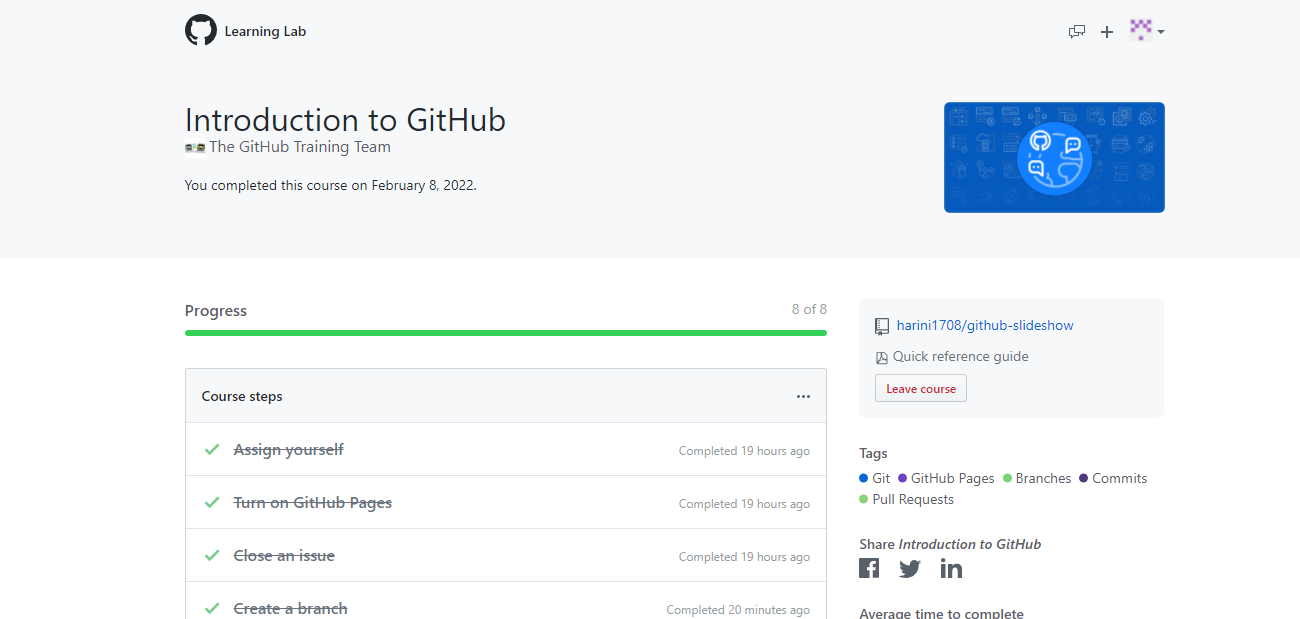 Learning Lab
Introduction to GitHub
The GitHub Training Team
You completed this course on February 8, 2022.
Progress
8 of 8
Course steps
Assign yourself
Completed 19 hours ago
Turn on GitHub Pages
Completed 19 hours ago
Close an issue
Completed 19 hours ago
Create a branch
Completed 20 minutes ago
harini1708/github-slideshow
Quick reference guide
Leave course
Tags
Git GitHub Pages Branches Commits
Pull Requests
Share Introduction to GitHub
Average time to complete